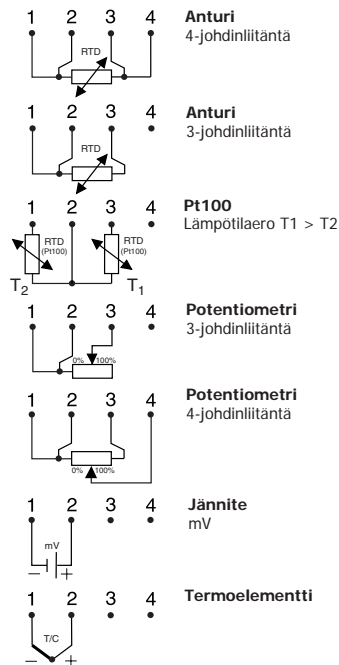 1 2 3 4
Anturi
4-johdinliitäntä
RTD
1 2 3 4
Anturi
3-johdinliitäntä
RTD
1 2 3 4
Pt100
Lämpötilaero T1 > T2
RTD
(Pt100)
RTD
(Pt100)
T2
T1
1 2 3 4
Potentiometri
3-johdinliitäntä
0% 100%
1 2 3 4
Potentiometri
4-johdinliitäntä
0% 100%
1 2 3 4
Jännite
mV
mV
– +
1 2 3 4
Termoelementti
T/C
– +